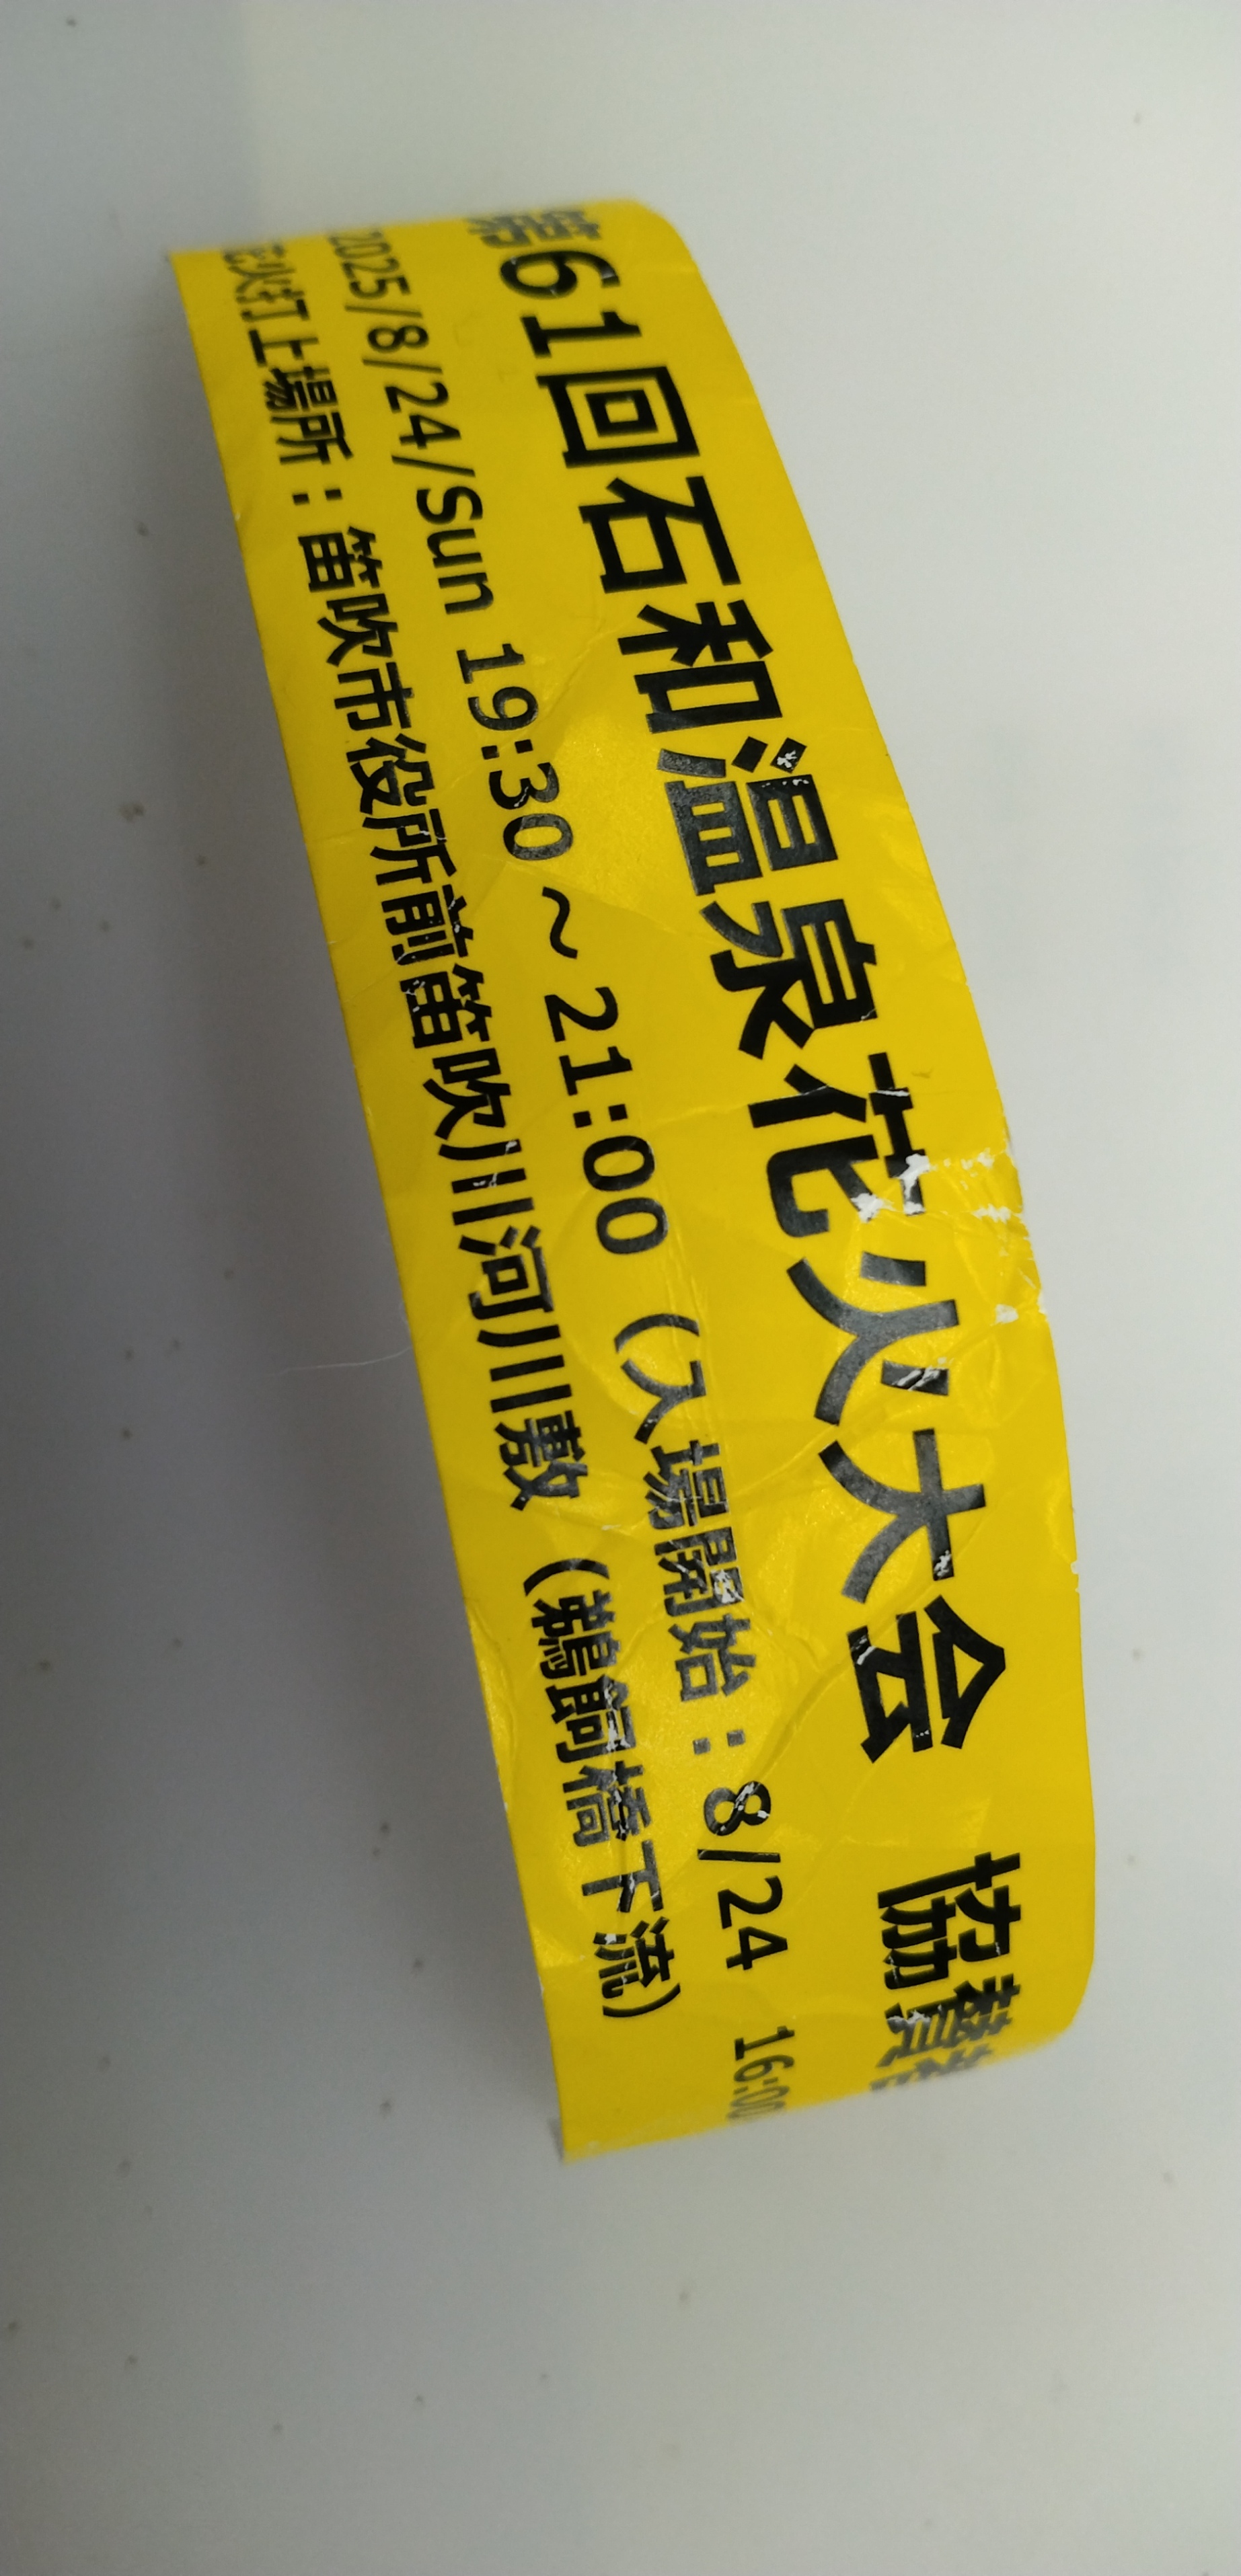 第61回石和温泉花火大会 協賛者
2025/8/24/Sun 19:30～21:00 (入場開始：8/24 16:00
花火打上場所：笛吹市役所前笛吹川河川敷 (鵜飼橋下流)